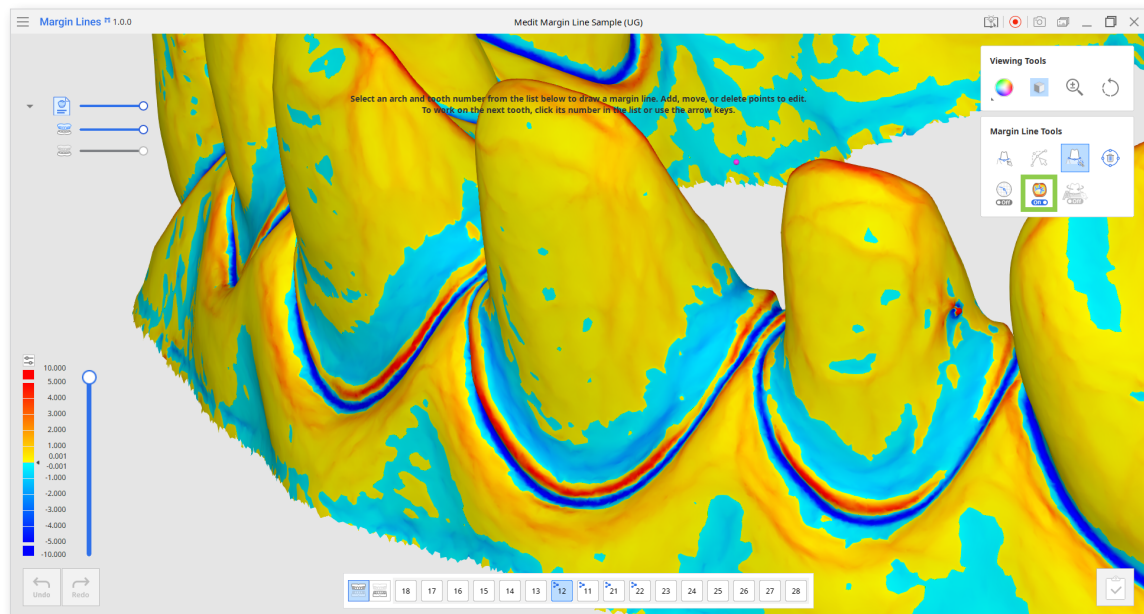 Margin Lines 1.0.0
Medit Margin Line Sample (UG)
Select an arch and tooth number from the list below to draw a margin line. Add, move, or delete points to edit.
To work on the next tooth, click its number in the list or use the arrow keys.
Viewing Tools
Margin Line Tools
Off On Off
10.000
5.000
4.000
3.000
2.000
1.000
0.001
-0.001
-1.000
-2.000
-3.000
-4.000
-5.000
-10.000
Undo Redo
18 17 16 15 14 13 12 11 21 22 23 24 25 26 27 28